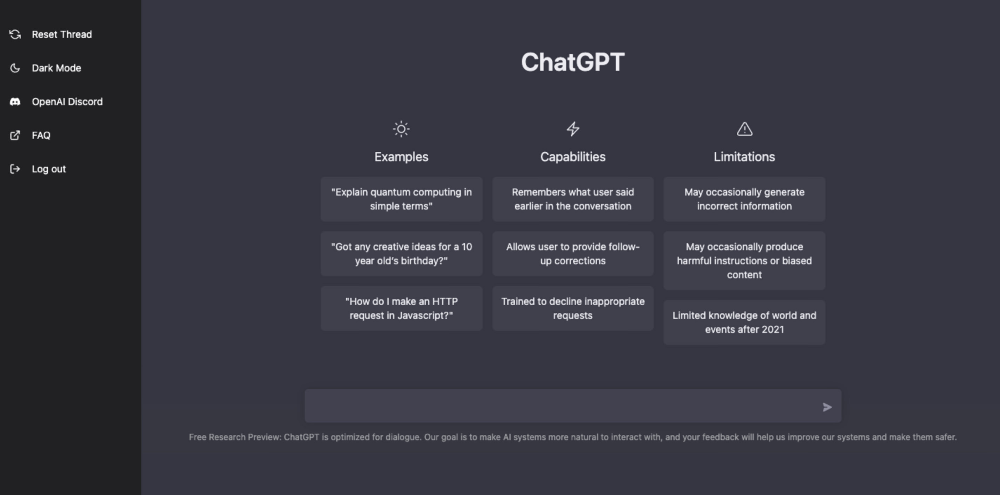 Reset Thread
Dark Mode
OpenAI Discord
FAQ
Log out
ChatGPT
Examples
"Explain quantum computing in
simple terms"
"Got any creative ideas for a 10
year old’s birthday?"
"How do I make an HTTP
request in Javascript?"
Capabilities
Remembers what user said
earlier in the conversation
Allows user to provide follow-
up corrections
Trained to decline inappropriate
requests
Limitations
May occasionally generate
incorrect information
May occasionally produce
harmful instructions or biased
content
Limited knowledge of world and
events after 2021
Free Research Preview: ChatGPT is optimized for dialogue. Our goal is to make AI systems more natural to interact with, and your feedback will help us improve our systems and make them safer.